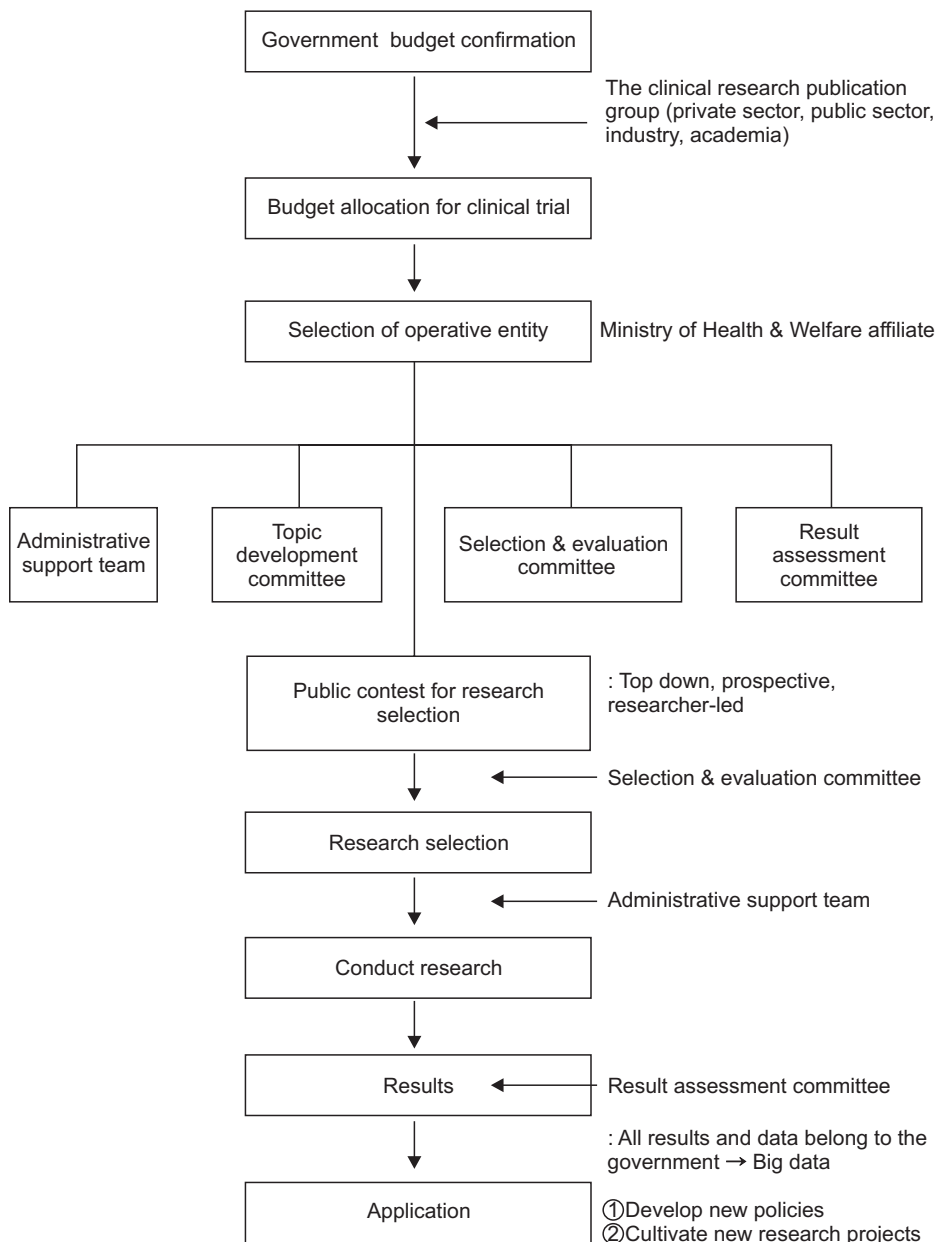 Government budget confirmation
The clinical research publication
group (private sector, public sector,
industry, academia)
Budget allocation for clinical trial
Selection of operative entity
Ministry of Health & Welfare affiliate
Administrative
support team
Topic
development
committee
Selection & evaluation
committee
Result
assessment
committee
Public contest for research
selection
: Top down, prospective,
researcher-led
Selection & evaluation committee
Research selection
Administrative support team
Conduct research
Results
Result assessment committee
: All results and data belong to the
government → Big data
Application
①Develop new policies
②Cultivate new research projects